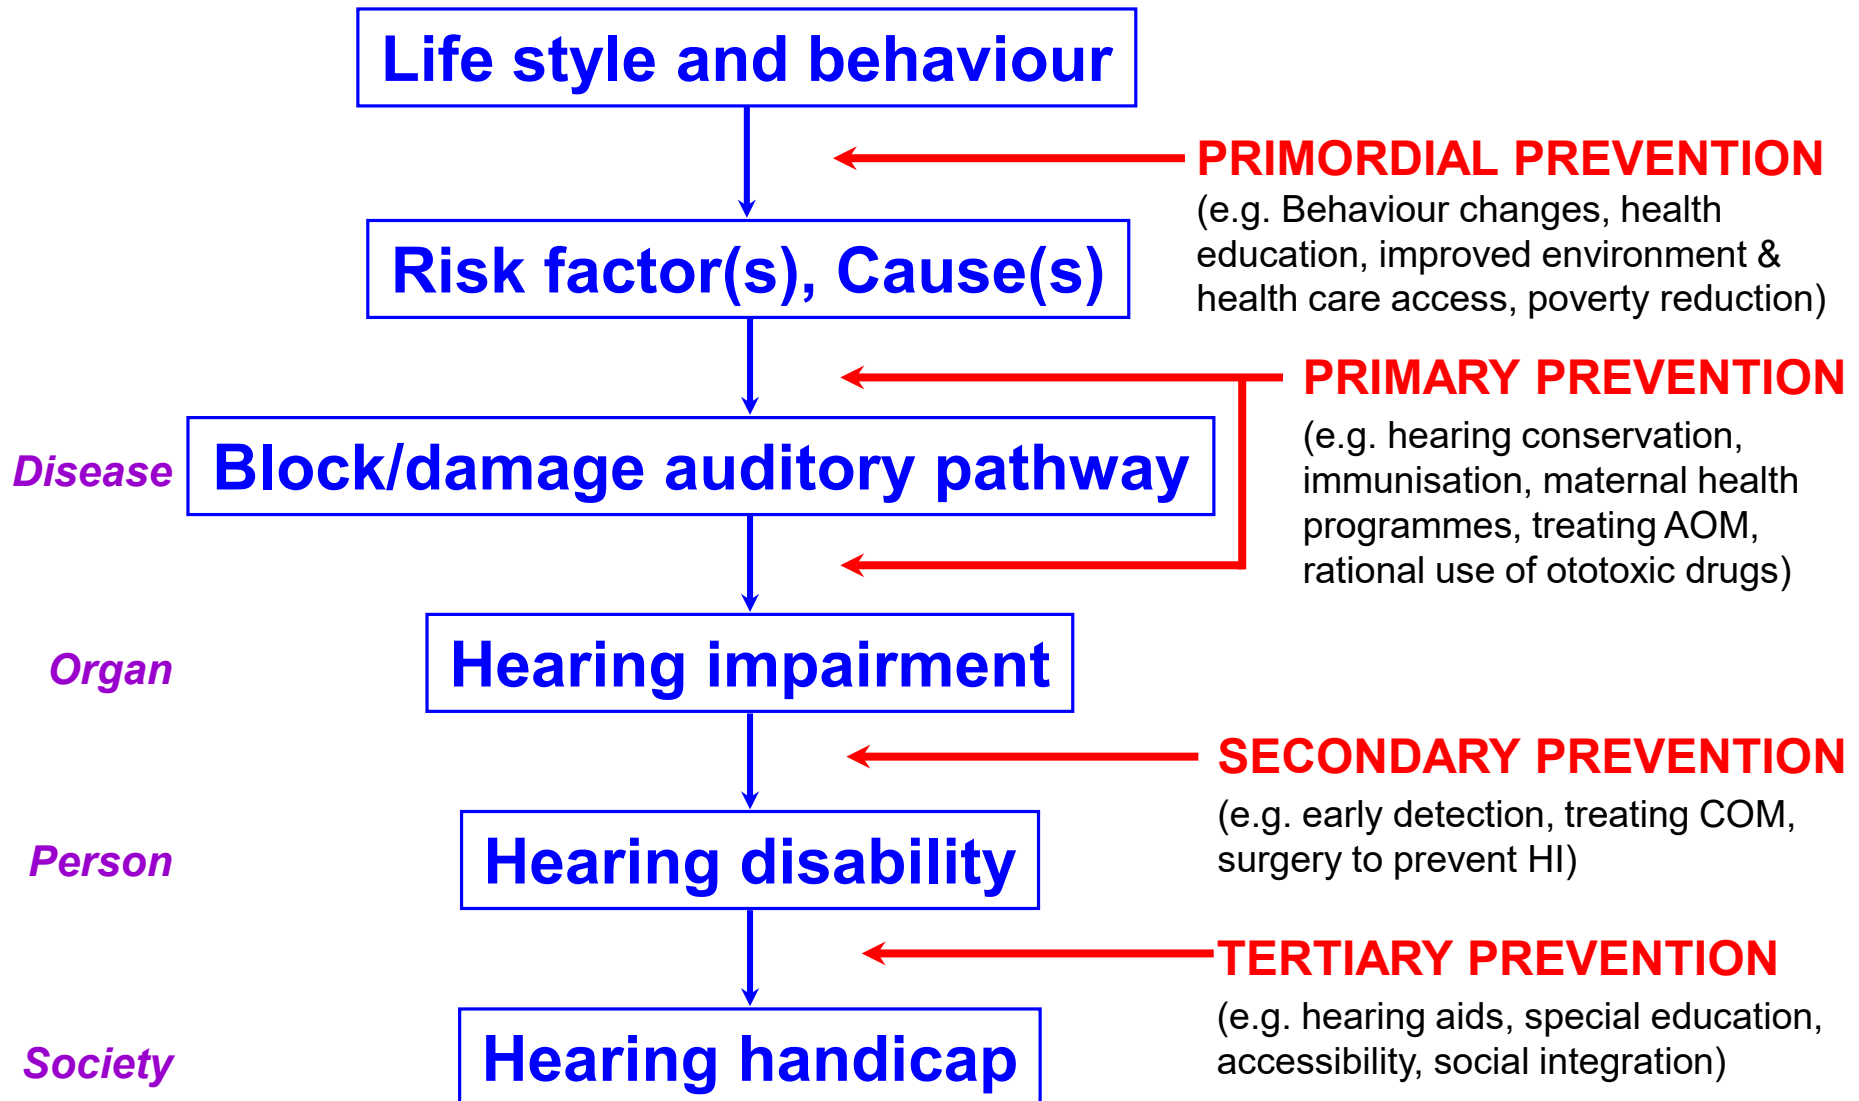 Life style and behaviour
PRIMORDIAL PREVENTION
(e.g. Behaviour changes, health
education, improved environment &
health care access, poverty reduction)
Risk factor(s), Cause(s)
PRIMARY PREVENTION
(e.g. hearing conservation,
immunisation, maternal health
programmes, treating AOM,
rational use of ototoxic drugs)
Disease
Block/damage auditory pathway
Organ
Hearing impairment
SECONDARY PREVENTION
(e.g. early detection, treating COM,
surgery to prevent HI)
Person
Hearing disability
TERTIARY PREVENTION
(e.g. hearing aids, special education,
accessibility, social integration)
Society
Hearing handicap